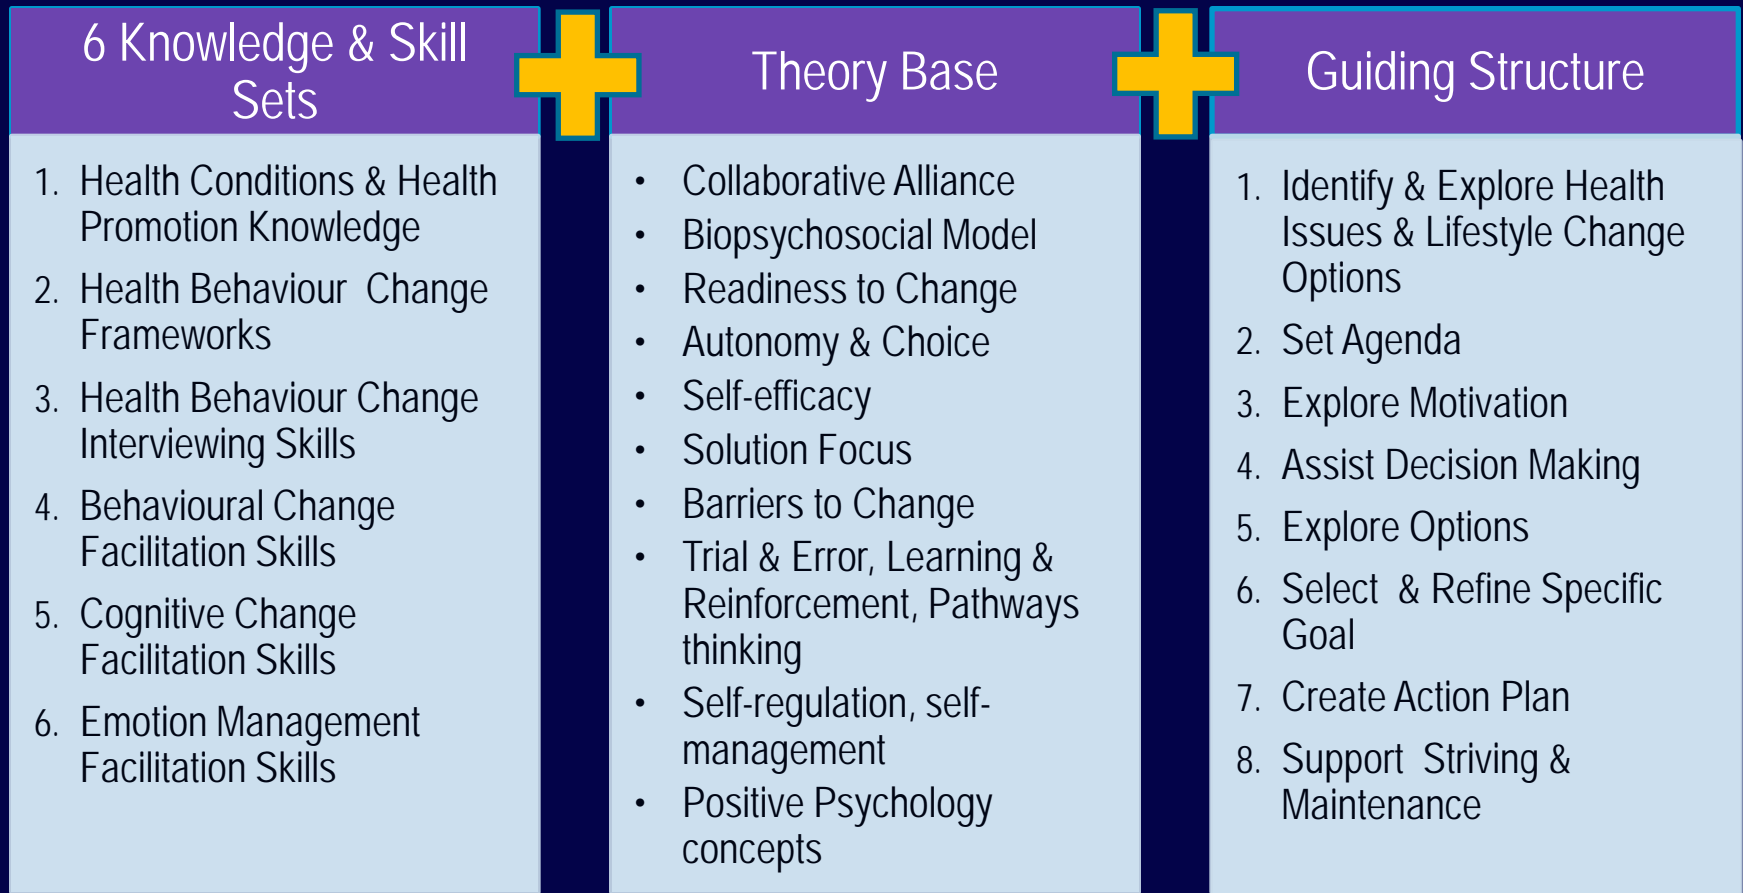 6 Knowledge & Skill
Sets
1. Health Conditions & Health
Promotion Knowledge
2. Health Behaviour  Change
Frameworks
3. Health Behaviour Change
Interviewing Skills
4. Behavioural Change
Facilitation Skills
5. Cognitive Change
Facilitation Skills
6. Emotion Management
Facilitation Skills
Theory Base
• Collaborative Alliance
• Biopsychosocial Model
• Readiness to Change
• Autonomy & Choice
• Self-efficacy
• Solution Focus
• Barriers to Change
• Trial & Error, Learning &
Reinforcement, Pathways
thinking
• Self-regulation, self-
management
• Positive Psychology
concepts
Guiding Structure
1. Identify & Explore Health
Issues & Lifestyle Change
Options
2. Set Agenda
3. Explore Motivation
4. Assist Decision Making
5. Explore Options
6. Select  & Refine Specific
Goal
7. Create Action Plan
8. Support  Striving &
Maintenance